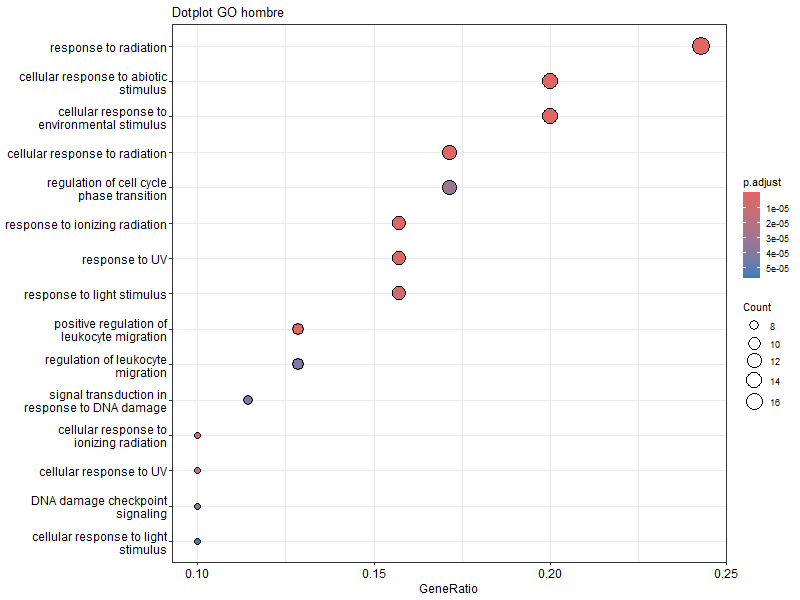 Dotplot GO hombre
response to radiation
cellular response to abiotic
stimulus
cellular response to
environmental stimulus
cellular response to radiation
regulation of cell cycle
phase transition
response to ionizing radiation
response to UV
response to light stimulus
positive regulation of
leukocyte migration
regulation of leukocyte
migration
signal transduction in
response to DNA damage
cellular response to
ionizing radiation
cellular response to UV
DNA damage checkpoint
signaling
cellular response to light
stimulus
0.10 0.15 0.20 0.25
GeneRatio
p.adjust
1e-05
2e-05
3e-05
4e-05
5e-05
Count
8
10
12
14
16